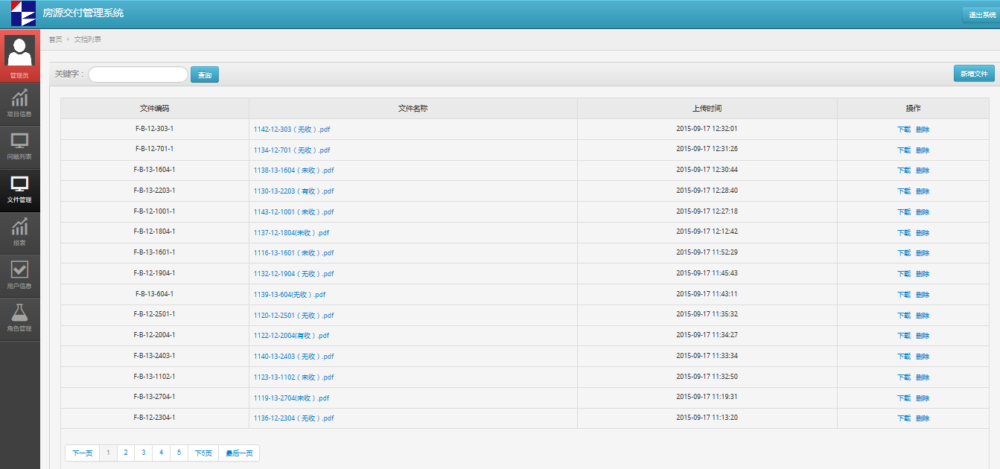 房源交付管理系统
退出系统
管理员
项目信息
问题列表
文件管理
报表
用户信息
角色管理
首页 文档列表
关键字： 查询 新增文件
文件编码 文件名称 上传时间 操作
F-B-12-303-1 1142-12-303（无收）.pdf 2015-09-17 12:32:01 下载 删除
F-B-12-701-1 1134-12-701（无收）.pdf 2015-09-17 12:31:26 下载 删除
F-B-13-1604-1 1138-13-1604（未收）.pdf 2015-09-17 12:30:44 下载 删除
F-B-13-2203-1 1130-13-2203（有收）.pdf 2015-09-17 12:28:40 下载 删除
F-B-12-1001-1 1143-12-1001（未收）.pdf 2015-09-17 12:27:18 下载 删除
F-B-12-1804-1 1137-12-1804(未收）.pdf 2015-09-17 12:12:42 下载 删除
F-B-13-1601-1 1116-13-1601（未收）.pdf 2015-09-17 11:52:29 下载 删除
F-B-12-1904-1 1132-12-1904（无收）.pdf 2015-09-17 11:45:43 下载 删除
F-B-13-604-1 1139-13-604(无收）.pdf 2015-09-17 11:43:11 下载 删除
F-B-12-2501-1 1120-12-2501（无收）.pdf 2015-09-17 11:35:32 下载 删除
F-B-12-2004-1 1122-12-2004(有收）.pdf 2015-09-17 11:34:27 下载 删除
F-B-13-2403-1 1140-13-2403（无收）.pdf 2015-09-17 11:33:34 下载 删除
F-B-13-1102-1 1123-13-1102（未收）.pdf 2015-09-17 11:32:50 下载 删除
F-B-13-2704-1 1119-13-2704(未收）.pdf 2015-09-17 11:19:31 下载 删除
F-B-12-2304-1 1136-12-2304（无收）.pdf 2015-09-17 11:13:20 下载 删除
下一页 1 2 3 4 5 下5页 最后一页